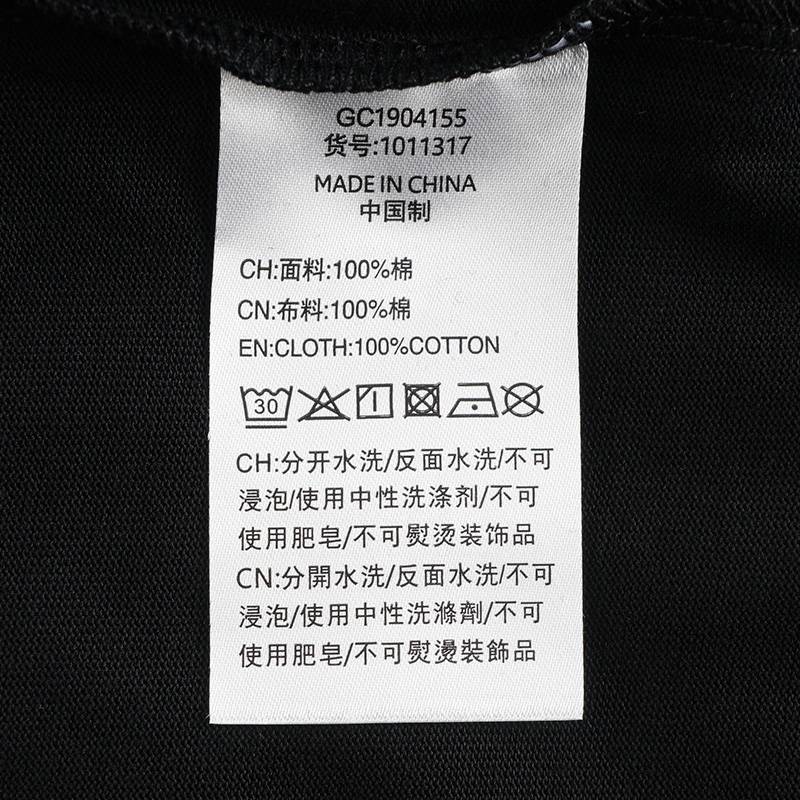 GC1904155
货号:1011317
MADE IN CHINA
中国制
CH:面料:100%棉
CN:布料:100%棉
EN:CLOTH:100%COTTON
30
CH:分开水洗/反面水洗/不可
浸泡/使用中性洗涤剂/不可
使用肥皂/不可熨烫装饰品
CN:分開水洗/反面水洗/不可
浸泡/使用中性洗滌劑/不可
使用肥皂/不可熨燙裝飾品